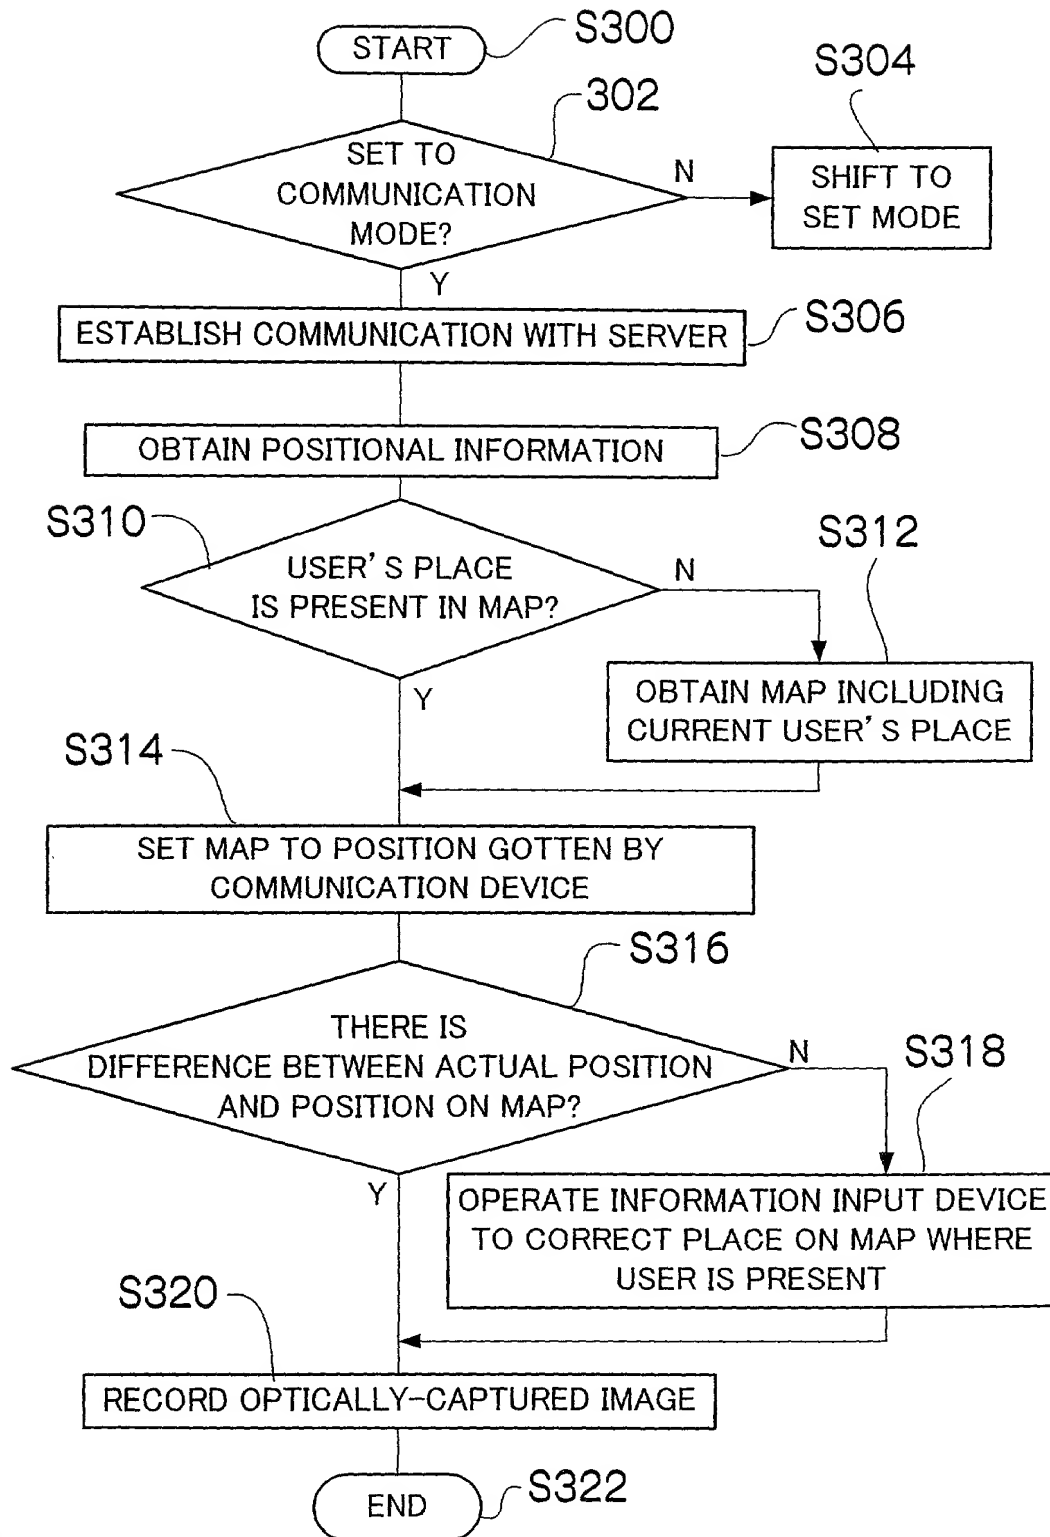 START
S300
302
S304
SET TO
COMMUNICATION
MODE?
N
SHIFT TO
SET MODE
Y
ESTABLISH COMMUNICATION WITH SERVER
S306
OBTAIN POSITIONAL INFORMATION
S308
S310
USER'S PLACE
IS PRESENT IN MAP?
N
S312
Y
OBTAIN MAP INCLUDING
CURRENT USER'S PLACE
S314
SET MAP TO POSITION GOTTEN BY
COMMUNICATION DEVICE
S316
THERE IS
DIFFERENCE BETWEEN ACTUAL POSITION
AND POSITION ON MAP?
N
S318
Y
OPERATE INFORMATION INPUT DEVICE
TO CORRECT PLACE ON MAP WHERE
USER IS PRESENT
S320
RECORD OPTICALLY-CAPTURED IMAGE
END
S322